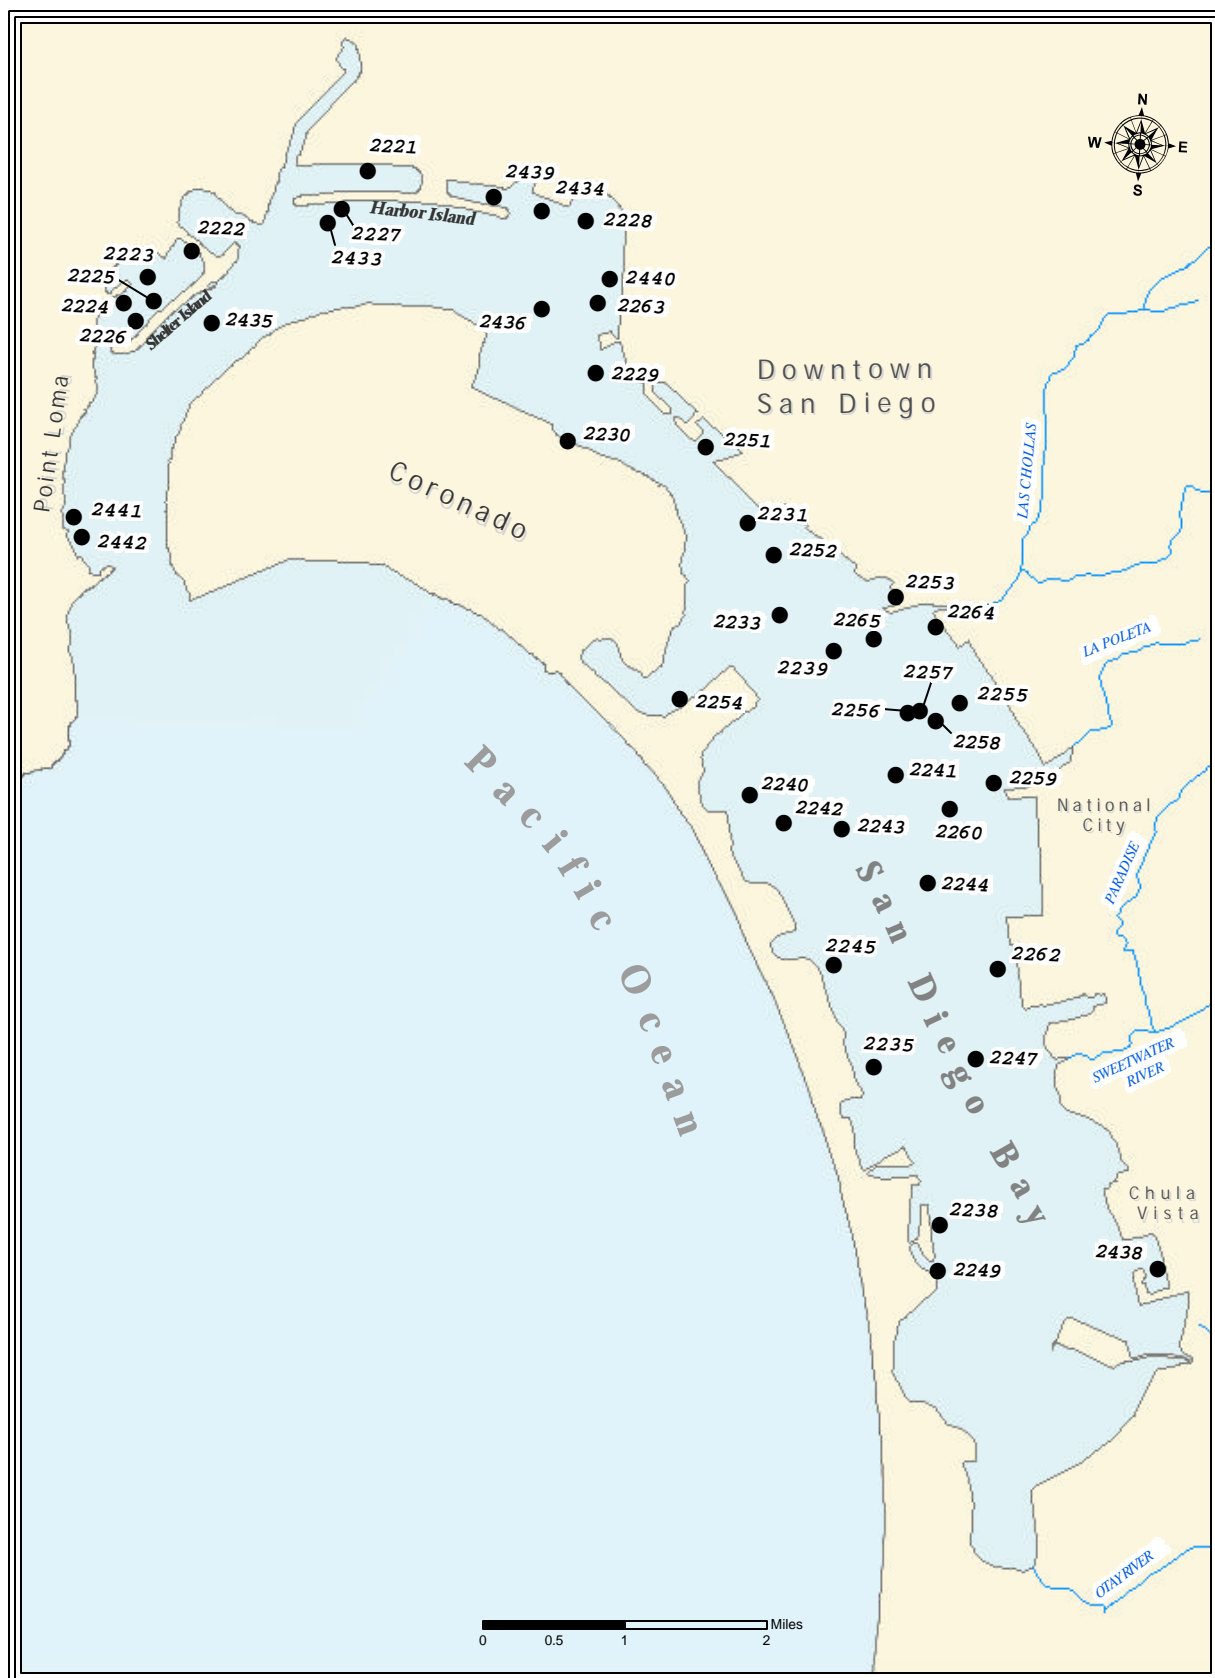 N
W
E
S
2221
2439
2434
Harbor Island
2228
2227
2222
2433
2223
2225
2440
2224
2263
2226
Shelter Island
2435
2436
Downtown
San Diego
2229
Point Loma
2230
2251
LAS CHOLLAS
Coronado
2441
2231
2442
2252
2253
2233
2265
2264
LA POLETA
2239
2257
2254
2256
2255
2258
Pacific Ocean
2241
2259
2240
National
City
2242
2243
2260
PARADISE
San Diego Bay
2244
2245
2262
2235
2247
SWEETWATER
RIVER
Chula
Vista
2238
2438
2249
OTAY RIVER
Miles
0 0.5 1 2